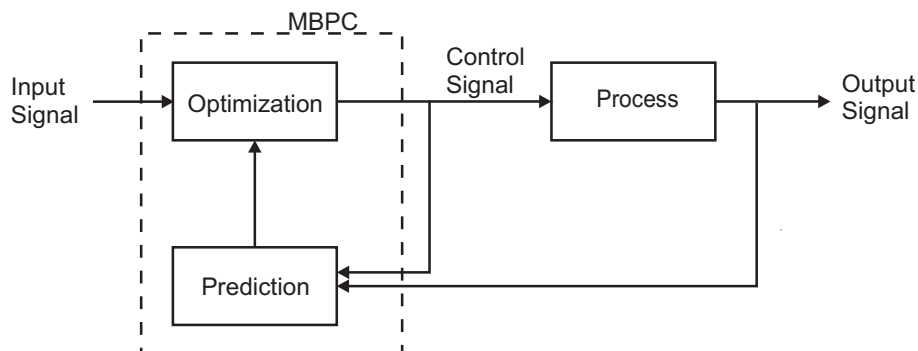 MBPC
Input
Signal
Optimization
Control
Signal
Process
Output
Signal
Prediction